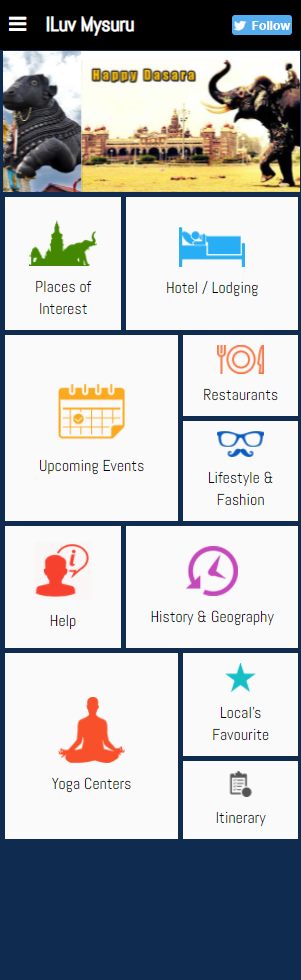 ILuv Mysuru
Follow
Happy Dasara
Places of
Interest
Hotel / Lodging
Upcoming Events
Restaurants
Lifestyle &
Fashion
Help
History & Geography
Yoga Centers
Local's
Favourite
Itinerary